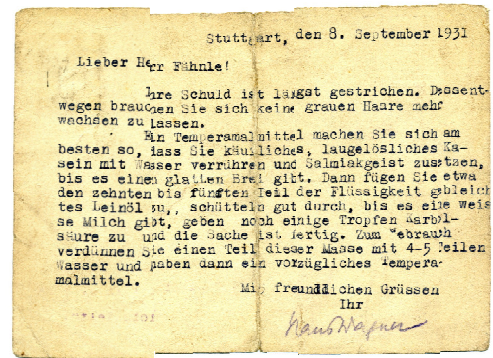 Stuttgart, den 8. September 1931
Lieber Herr Fähnle!
Ihre Schuld ist längst gestrichen. Dessent-
wegen brauchen Sie sich keine grauen Haare mehr
wachsen zu lassen.
Ein Temperamalmittel machen Sie sich am
besten so, dass Sie käufliches, laugelösliches Ka-
sein mit Wasser verrühren und Salmiakgeist zusetzen,
bis es einen glatten Brei gibt. Dann fügen Sie etwa
den zehnten bis fünften Teil der Flüssigkeit gebleich
tes Leinöl zu, schütteln gut durch, bis es eine weis
se Milch gibt, geben noch einige Tropfen Karbol-
säure zu und die Sache ist fertig. Zum Gebrauch
verdünnen Sie einen Teil dieser Masse mit 4-5 Teilen
Wasser und haben dann ein vorzügliches Tempera-
malmittel.
Mit freundlichen Grüssen
Ihr
Hans Wagner